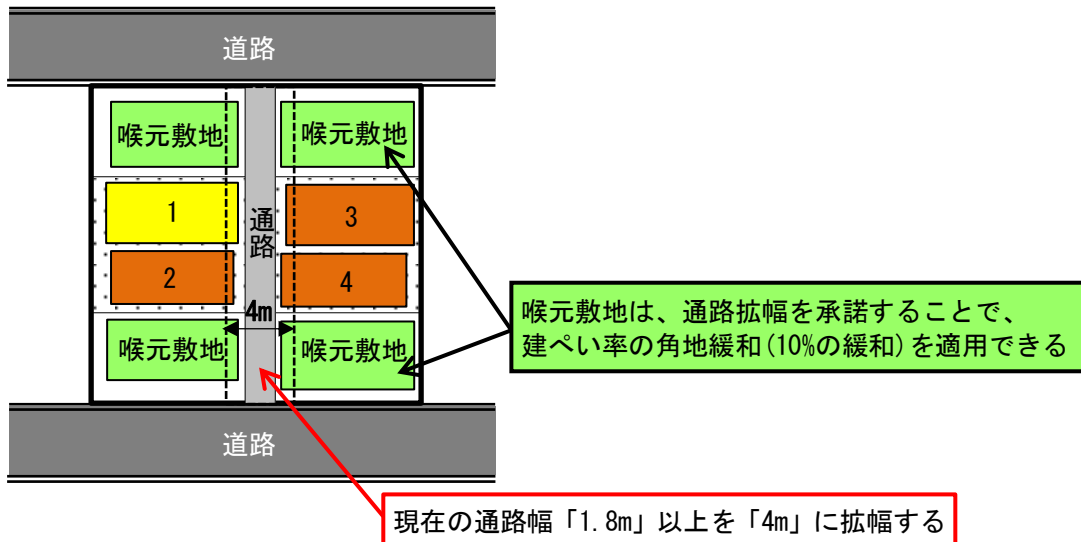 道路
喉元敷地
喉元敷地
1
通路
3
2
4
4m
喉元敷地
喉元敷地
喉元敷地は、通路拡幅を承諾することで、
建ぺい率の角地緩和(10%の緩和)を適用できる
道路
現在の通路幅「1.8m」以上を「4m」に拡幅する